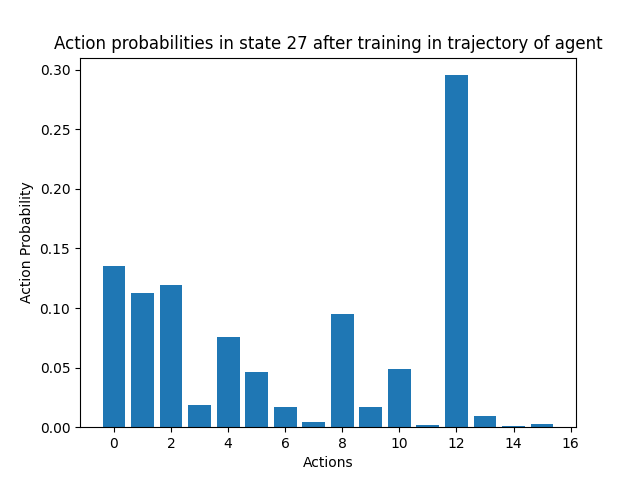 Action probabilities in state 27 after training in trajectory of agent
0.30
0.25
0.20
0.15
0.10
0.05
0.00
Action Probability
0 2 4 6 8 10 12 14 16
Actions